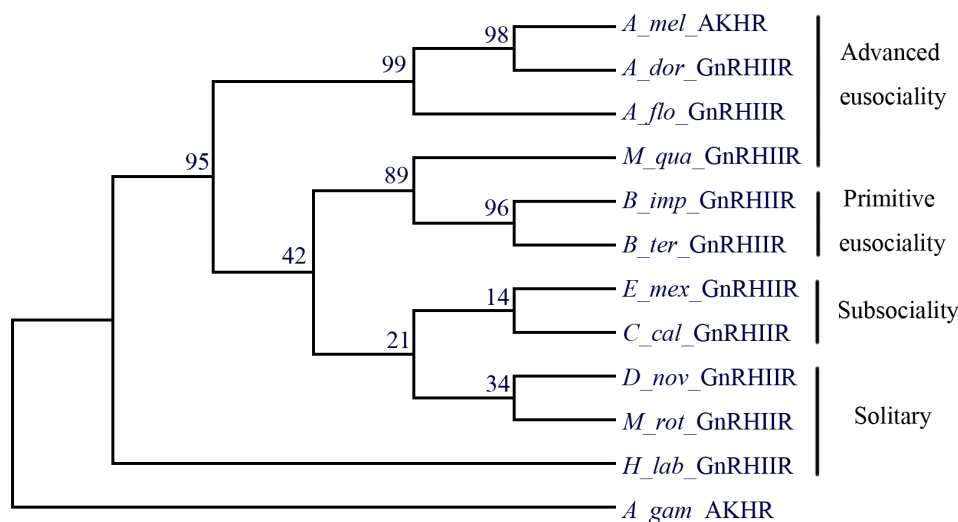 A_mel_AKHR
98
Advanced
99
A_dor_GnRHIIR
eusociality
A_flo_GnRHIIR
95
M_qua_GnRHIIR
89
B_imp_GnRHIIR
Primitive
96
B_ter_GnRHIIR
eusociality
42
E_mex_GnRHIIR
14
Subsociality
21
C_cal_GnRHIIR
D_nov_GnRHIIR
34
Solitary
M_rot_GnRHIIR
H_lab_GnRHIIR
A_gam_AKHR